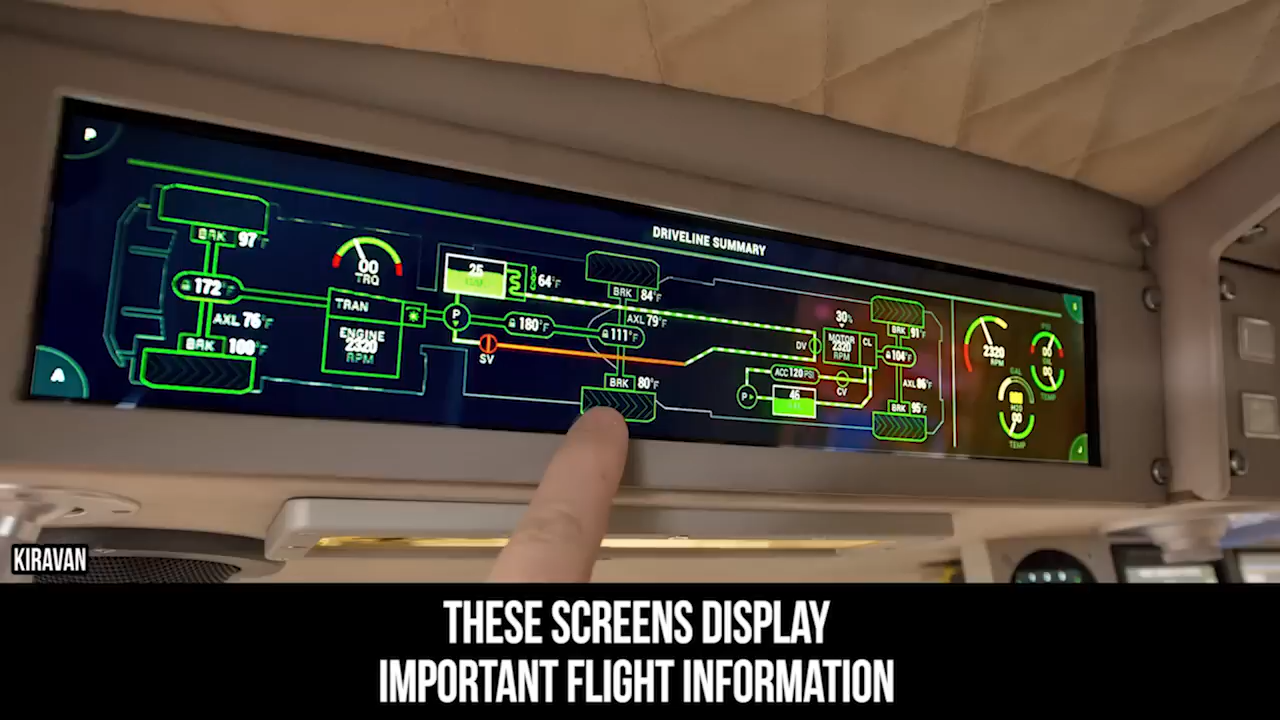 P
DRIVELINE SUMMARY
BRK 97°F
172°F
AXL 76°F
BRK 100°F
00
TRQ
TRAN
ENGINE
2320
RPM
25
64°F
P
180°F
SV
BRK 84°F
AXL 79°F
111°F
BRK 80°F
30%
MOTOR
2320
RPM
CL
DV
ACC 120 PSI
CV
P
46
BRK 91°F
104°F
AXL 86°F
BRK 95°F
2320
RPM
00
TEMP
H2O
00
TEMP
A
KIRAVAN
THESE SCREENS DISPLAY
IMPORTANT FLIGHT INFORMATION